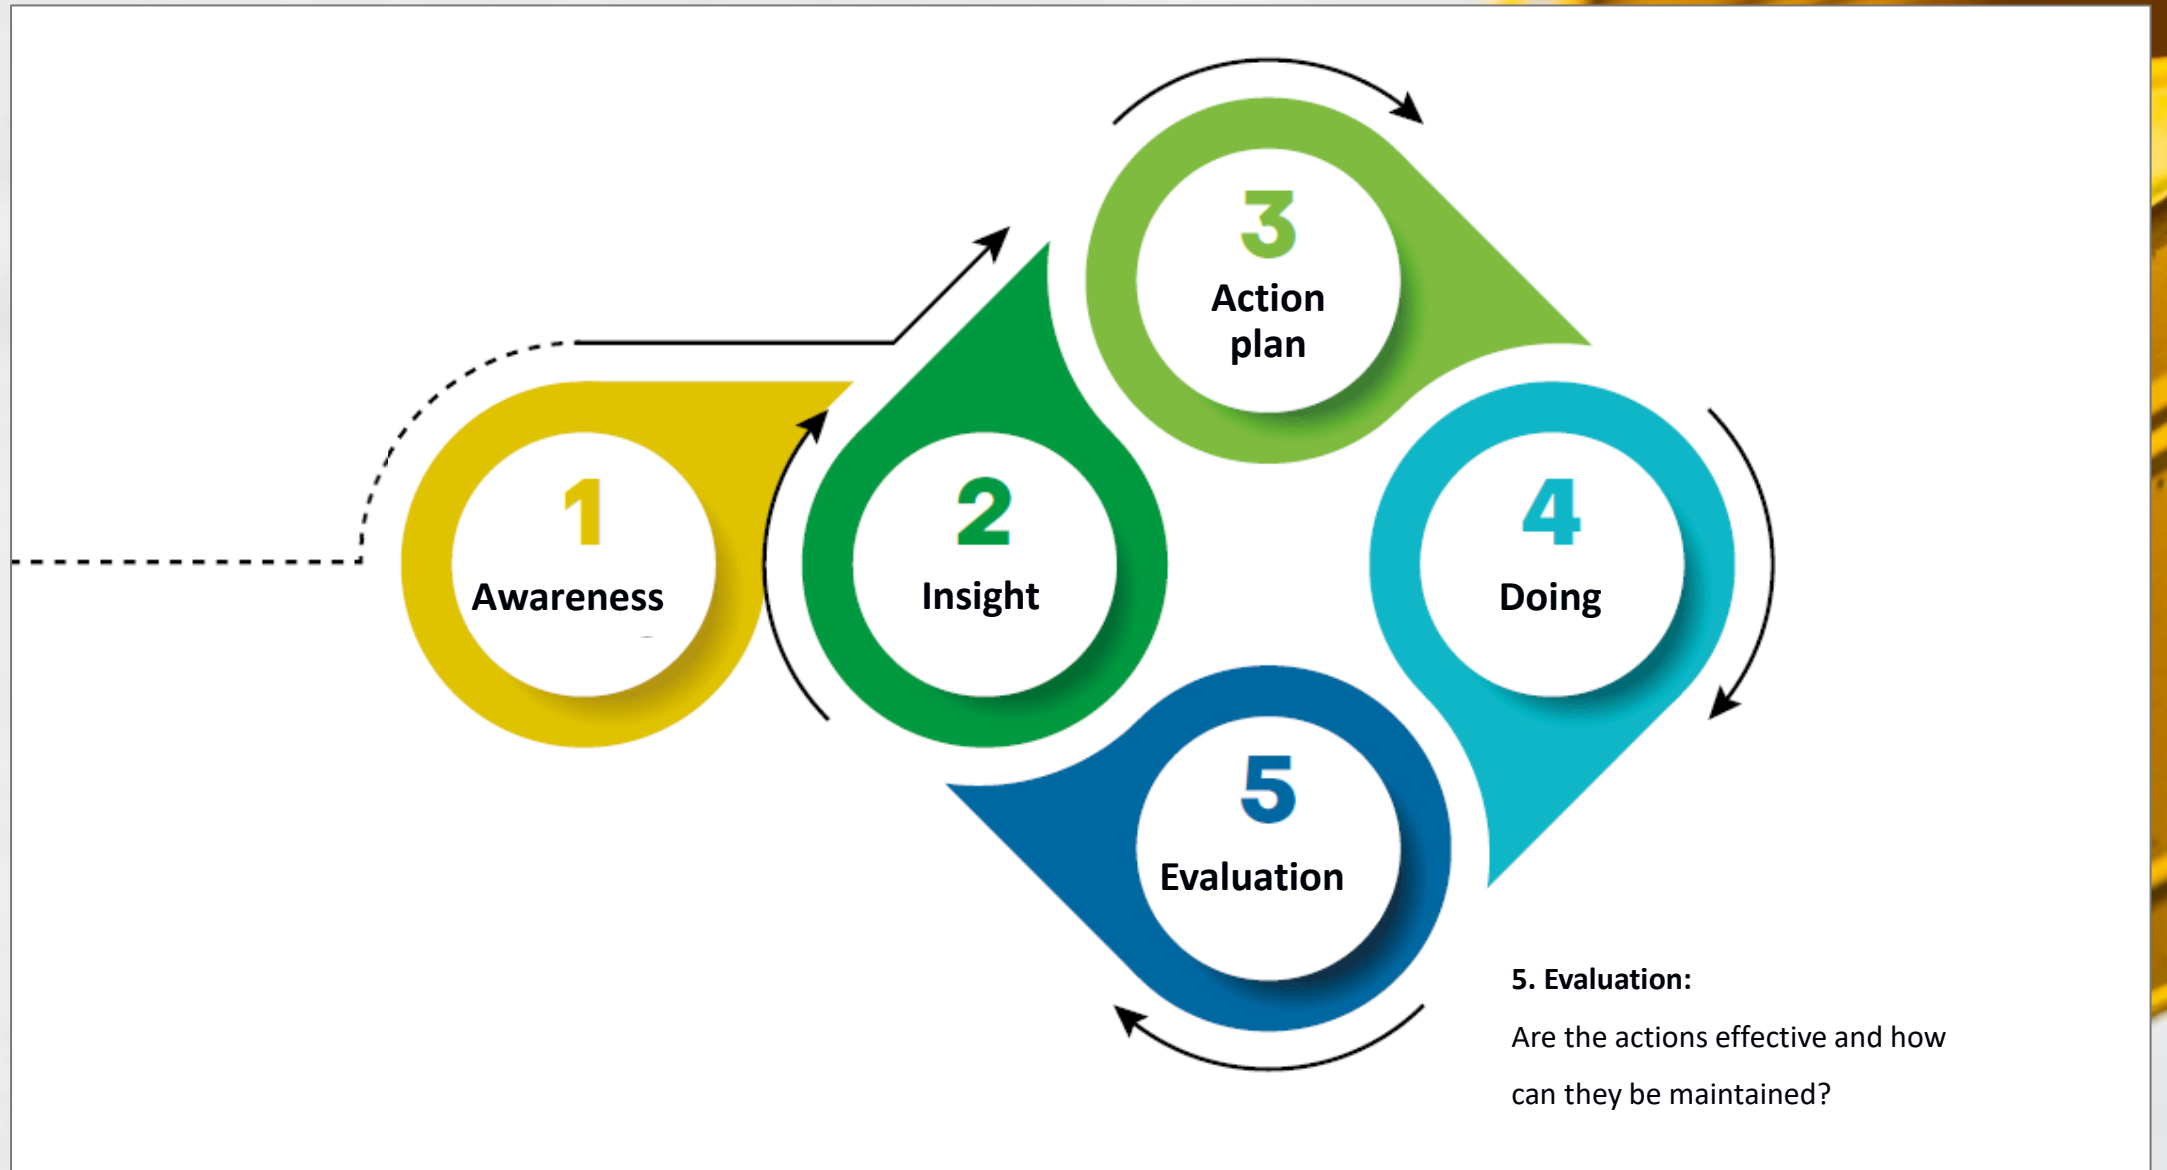 1
Awareness
2
Insight
3
Action
plan
4
Doing
5
Evaluation
5. Evaluation:
Are the actions effective and how
can they be maintained?